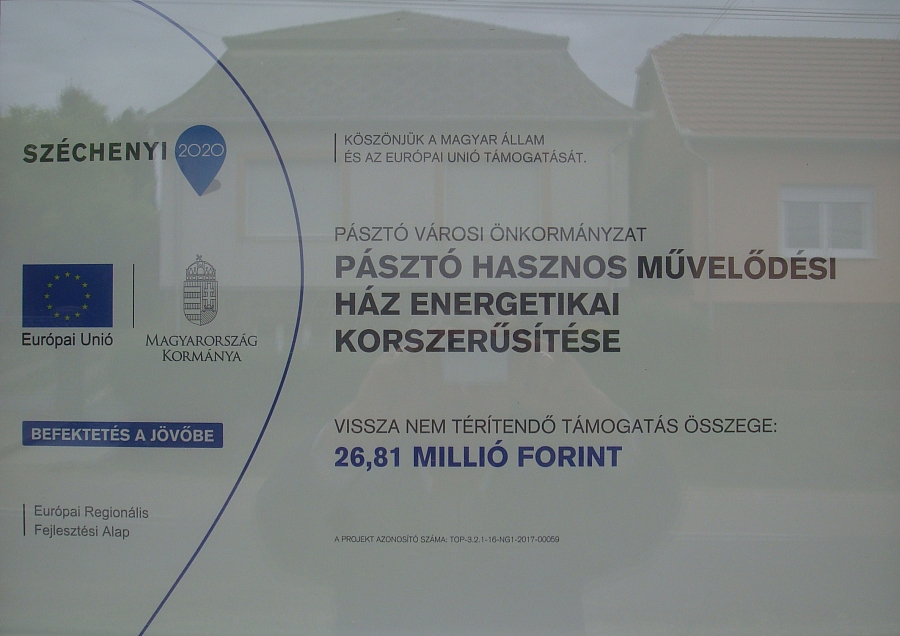 SZÉCHENYI 2020
Európai Unió
MAGYARORSZÁG
KORMÁNYA
BEFEKTETÉS A JÖVŐBE
Európai Regionális
Fejlesztési Alap
KÖSZÖNJÜK A MAGYAR ÁLLAM
ÉS AZ EURÓPAI UNIÓ TÁMOGATÁSÁT.
PÁSZTÓ VÁROSI ÖNKORMÁNYZAT
PÁSZTÓ HASZNOS MŰVELŐDÉSI
HÁZ ENERGETIKAI
KORSZERŰSÍTÉSE
VISSZA NEM TÉRÍTENDŐ TÁMOGATÁS ÖSSZEGE:
26,81 MILLIÓ FORINT
A PROJEKT AZONOSÍTÓ SZÁMA: TOP-3.2.1-16-NG1-2017-00059